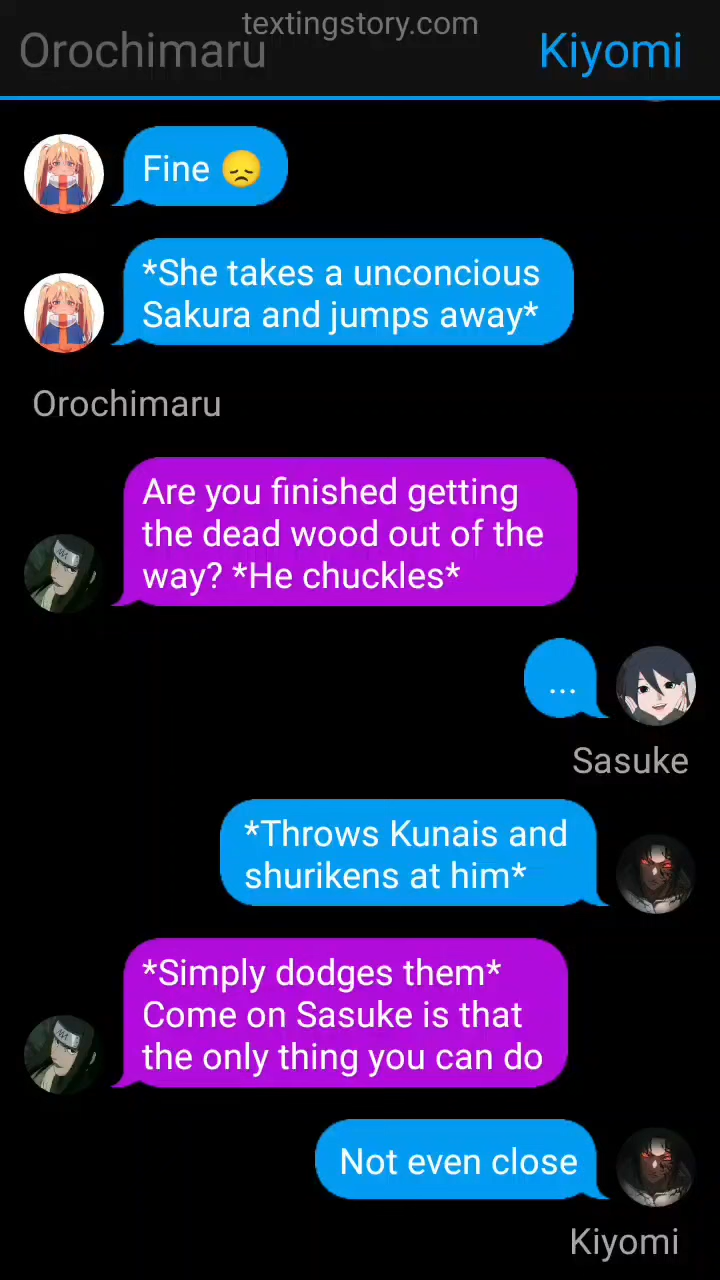 textingstory.com
Orochimaru
Kiyomi
Fine 😞
*She takes a unconcious
Sakura and jumps away*
Orochimaru
Are you finished getting
the dead wood out of the
way? *He chuckles*
...
Sasuke
*Throws Kunais and
shurikens at him*
*Simply dodges them*
Come on Sasuke is that
the only thing you can do
Not even close
Kiyomi